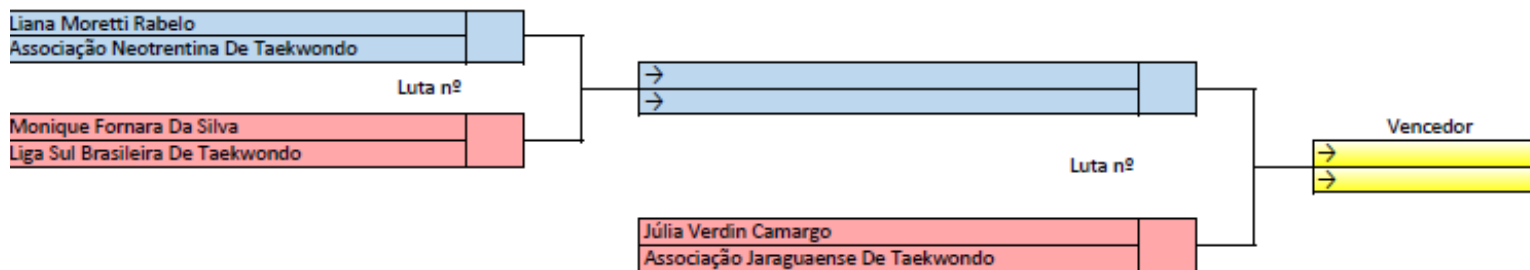 Liana Moretti Rabelo
Associação Neotrentina De Taekwondo
Luta nº
Monique Fornara Da Silva
Liga Sul Brasileira De Taekwondo
→
→
Luta nº
Júlia Verdin Camargo
Associação Jaraguaense De Taekwondo
Vencedor
→
→